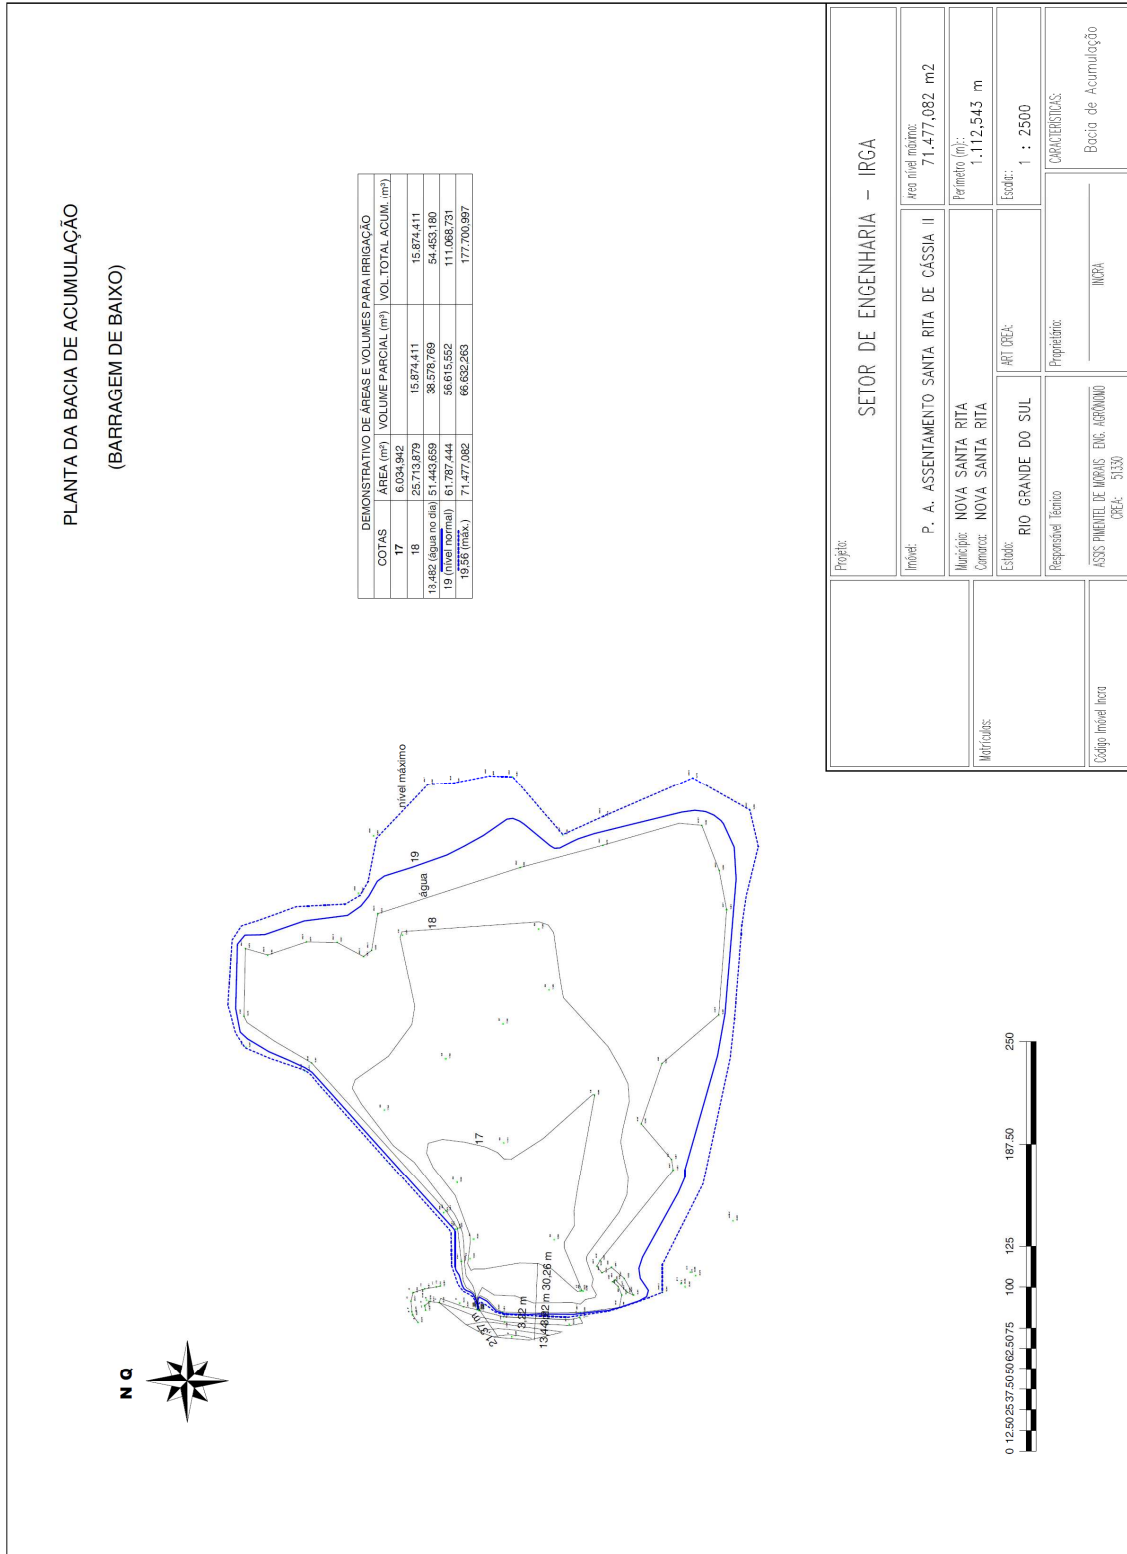 PLANTA DA BACIA DE ACUMULAÇÃO
(BARRAGEM DE BAIXO)
DEMONSTRATIVO DE ÁREAS E VOLUMES PARA IRRIGAÇÃO
COTAS ÁREA (m²) VOLUME PARCIAL (m³) VOL.TOTAL ACUM. (m³)
17 6.034,942
18 25.713,879 15.874,411 15.874,411
18,482 (água no dia) 51.443,659 38.578,769 54.453,180
19 (nível normal) 61.787,444 56.615,552 111.068,731
19,56 (máx.) 71.477,082 66.632,263 177.700,997
N Q
nível máximo
19
água
18
17
21,37 m
3,22 m
30,26 m
0 12.50 25 37.50 50 62.50 75 100 125 187.50 250
Projeto:
SETOR DE ENGENHARIA – IRGA
Imóvel:
P. A. ASSENTAMENTO SANTA RITA DE CÁSSIA II
Área nível máximo:
71.477,082 m2
Município: NOVA SANTA RITA
Comarca: NOVA SANTA RITA
Perímetro (m)::
1.112,543 m
Estado:
RIO GRANDE DO SUL
ART CREA:
Escala::
1 : 2500
Matrículas:
Responsável Técnico
ASSIS PIMENTEL DE MORAIS ENG. AGRÔNOMO
CREA: 51330
Proprietário:
INCRA
CARACTERÍSTICAS:
Bacia de Acumulação
Código Imóvel Incra